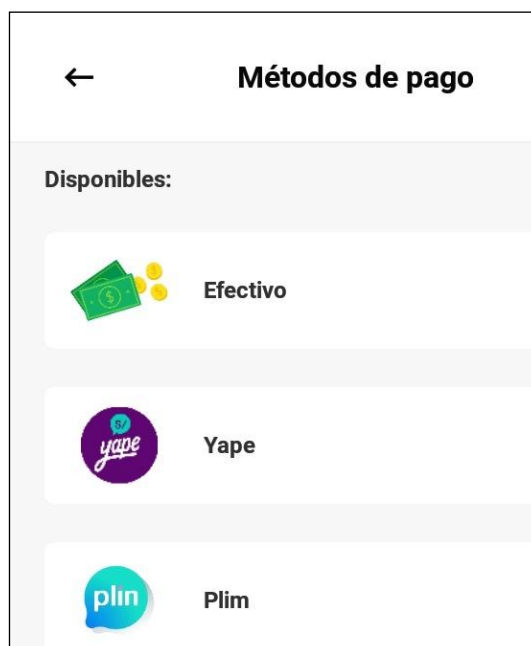 Métodos de pago
Disponibles:
Efectivo
S/
yape
Yape
plin
Plim